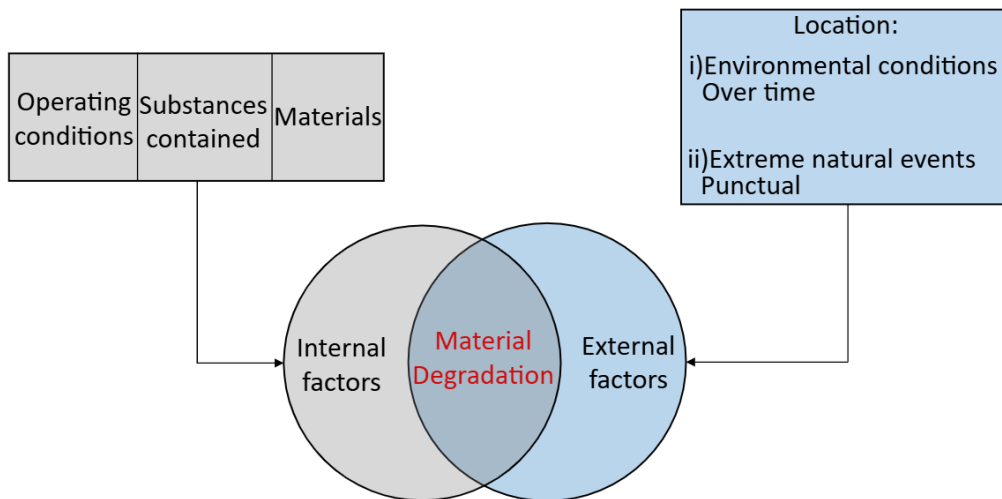 Operating
conditions
Substances
contained
Materials
Location:
i)Environmental conditions
Over time
ii)Extreme natural events
Punctual
Internal
factors
Material
Degradation
External
factors